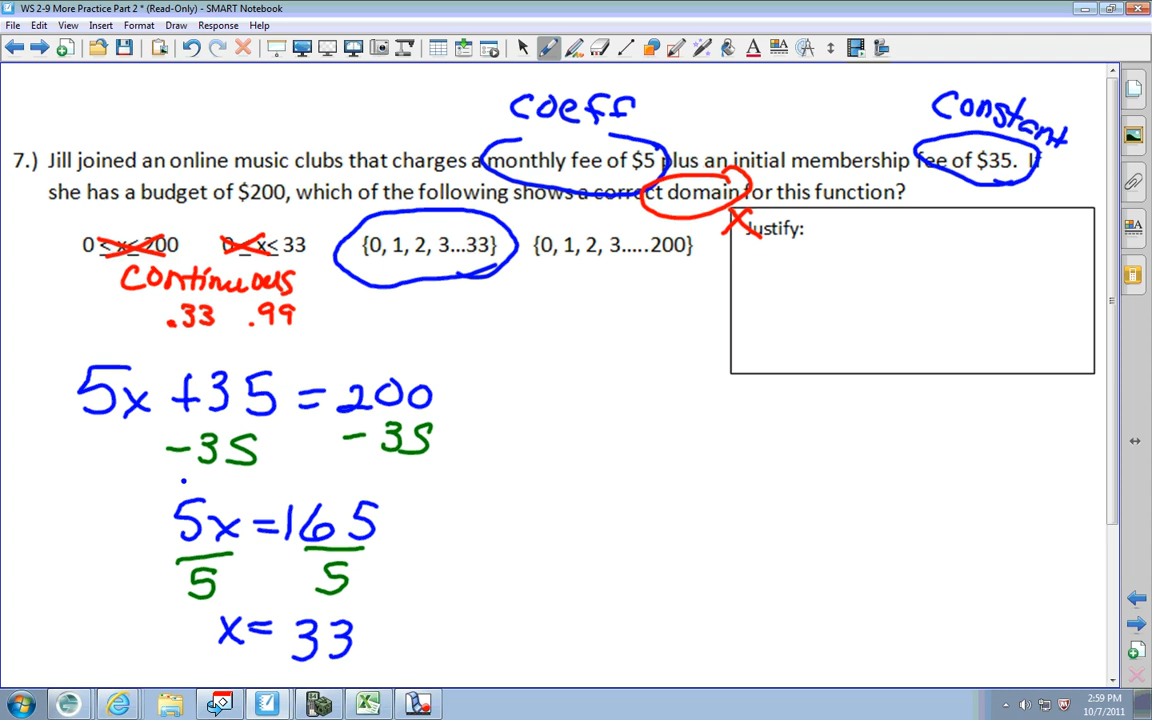 WS 2-9 More Practice Part 2 * (Read-Only) - SMART Notebook
File Edit View Insert Format Draw Response Help
coeff
Constant
7.) Jill joined an online music clubs that charges a monthly fee of $5 plus an initial membership fee of $35. If
she has a budget of $200, which of the following shows a correct domain for this function?
x
Justify:
0 ≤ x ≤ 200 0 ≤ x ≤ 33 {0, 1, 2, 3...33} {0, 1, 2, 3.....200}
Continuous
.33 .99
5x + 35 = 200
- 35 - 35
5x = 165
5 5
x = 33
2:59 PM
10/7/2011